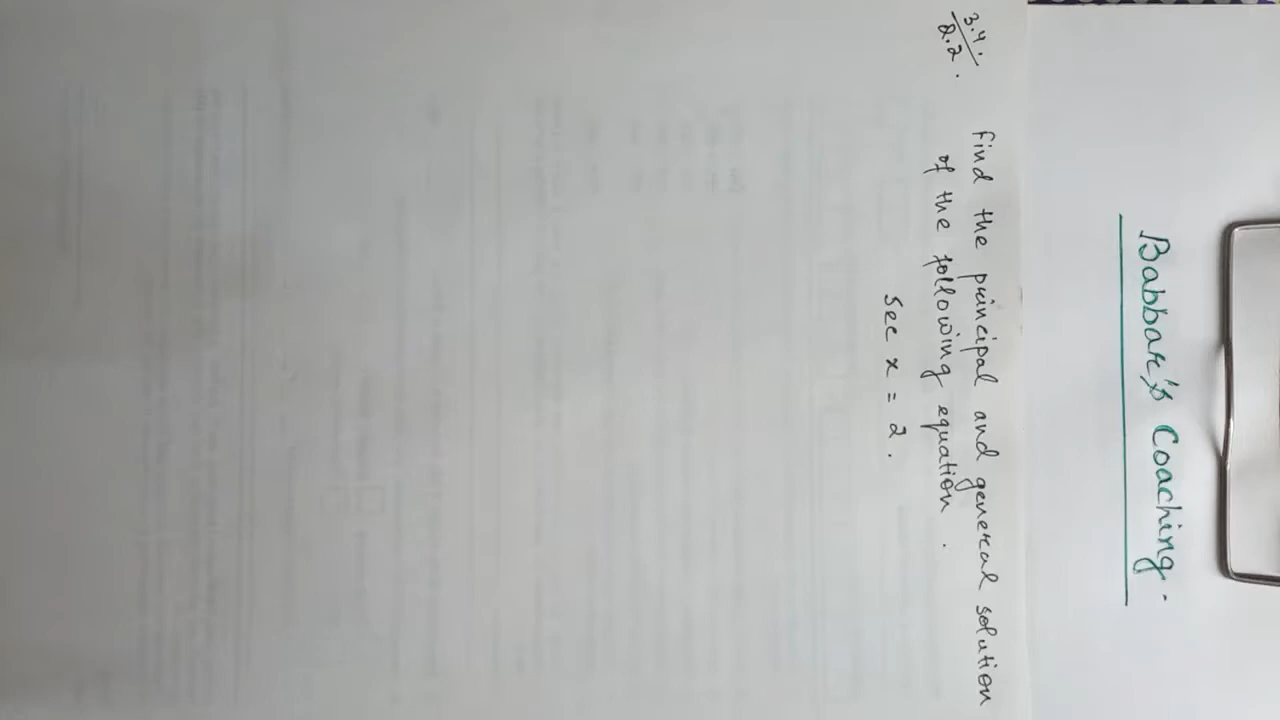 Babbar's Coaching.
3.4.
Q.2.
Find the principal and general solution
of the following equation.
sec x = 2.